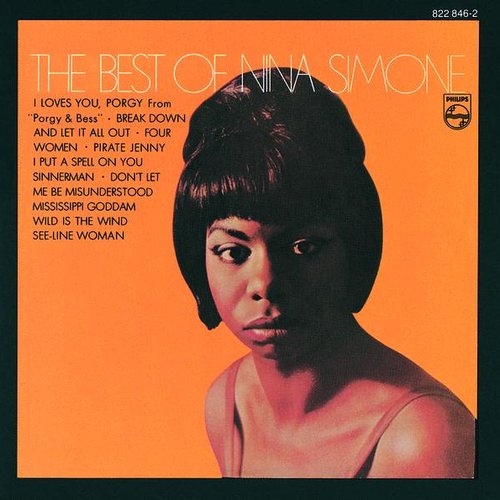 822 846-2
THE BEST OF NINA SIMONE
PHILIPS
I LOVES YOU, PORGY From
"Porgy & Bess" · BREAK DOWN
AND LET IT ALL OUT · FOUR
WOMEN · PIRATE JENNY
I PUT A SPELL ON YOU
SINNERMAN · DON'T LET
ME BE MISUNDERSTOOD
MISSISSIPPI GODDAM
WILD IS THE WIND
SEE-LINE WOMAN